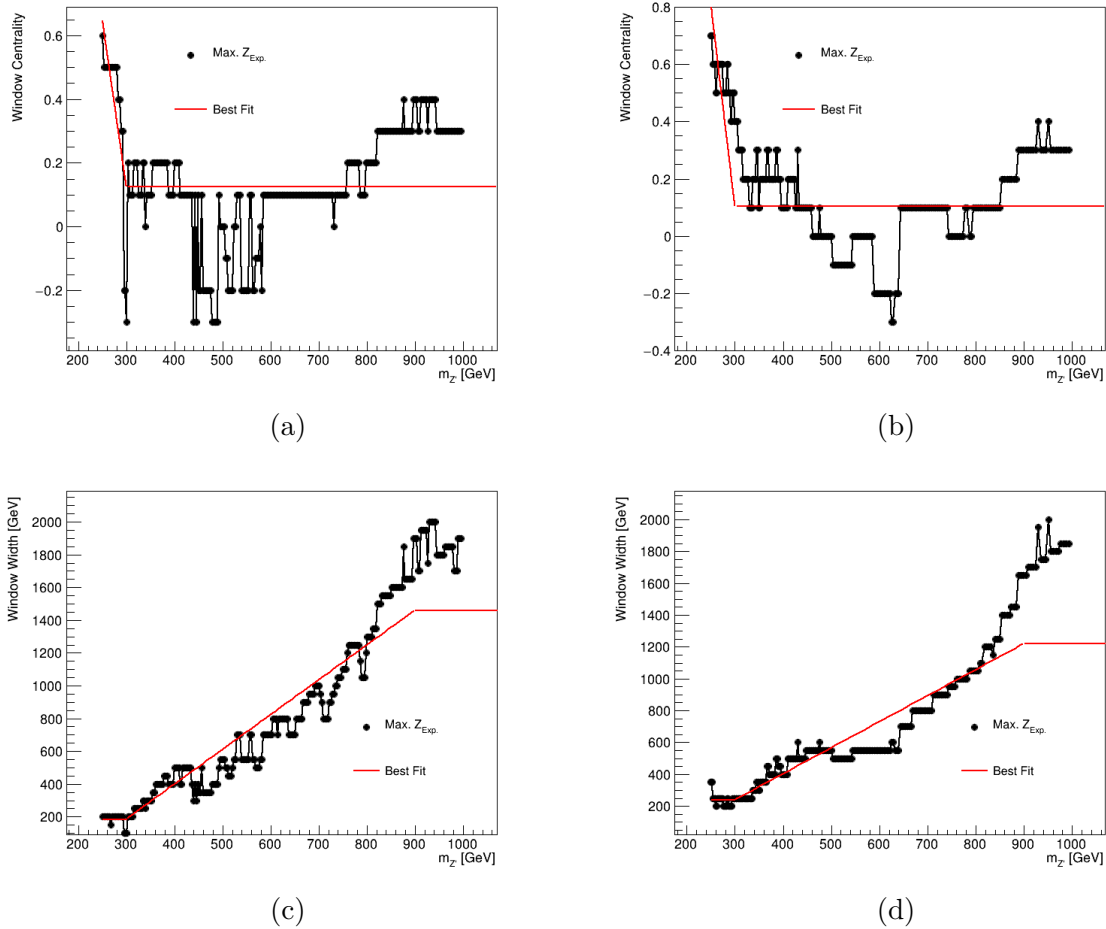 Window Centrality
0.6
0.4
0.2
0
−0.2
Max. Z_Exp.
Best Fit
200 300 400 500 600 700 800 900 1000
m_Z' [GeV]
(a)
Window Centrality
0.8
0.6
0.4
0.2
0
−0.2
−0.4
Max. Z_Exp.
Best Fit
200 300 400 500 600 700 800 900 1000
m_Z' [GeV]
(b)
Window Width [GeV]
2000
1800
1600
1400
1200
1000
800
600
400
200
Max. Z_Exp.
Best Fit
200 300 400 500 600 700 800 900 1000
m_Z' [GeV]
(c)
Window Width [GeV]
2000
1800
1600
1400
1200
1000
800
600
400
200
Max. Z_Exp.
Best Fit
200 300 400 500 600 700 800 900 1000
m_Z' [GeV]
(d)